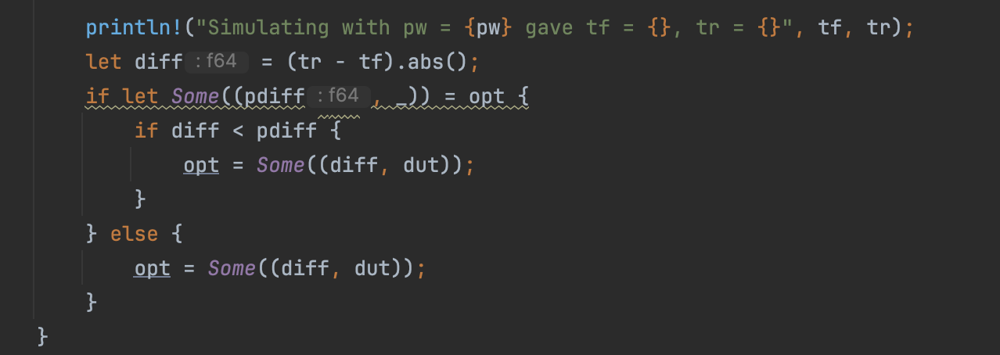 println!("Simulating with pw = {pw} gave tf = {}, tr = {}", tf, tr);
let diff : f64 = (tr - tf).abs();
if let Some((pdiff : f64 , _)) = opt {
if diff < pdiff {
opt = Some((diff, dut));
}
} else {
opt = Some((diff, dut));
}
}